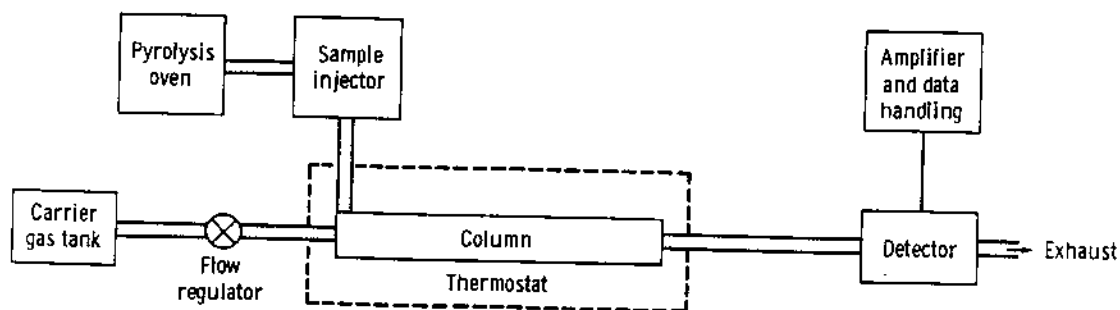 Pyrolysis
oven
Sample
injector
Amplifier
and data
handling
Carrier
gas tank
Flow
regulator
Column
Thermostat
Detector
Exhaust